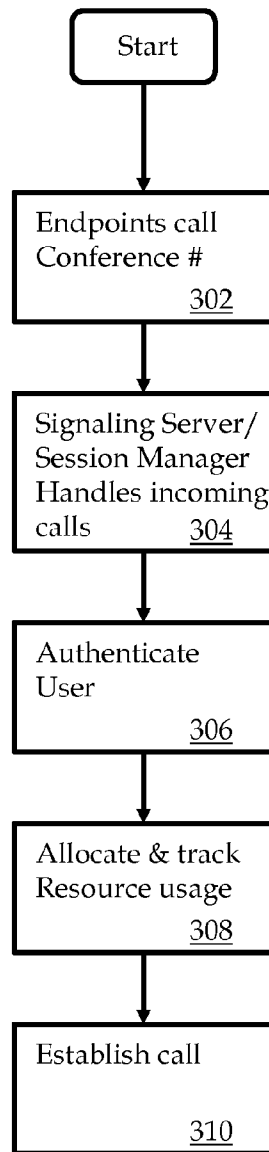 Start
Endpoints call
Conference #
302
Signaling Server/
Session Manager
Handles incoming
calls 304
Authenticate
User
306
Allocate & track
Resource usage
308
Establish call
310